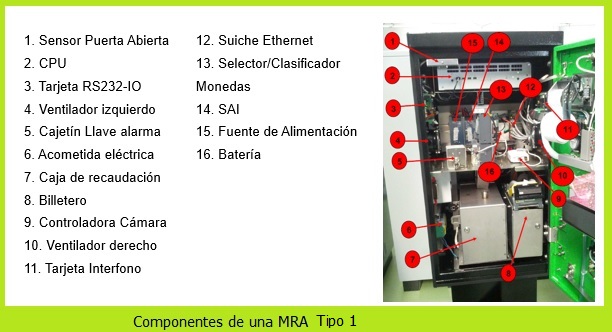 1. Sensor Puerta Abierta
2. CPU
3. Tarjeta RS232-IO
4. Ventilador izquierdo
5. Cajetín Llave alarma
6. Acometida eléctrica
7. Caja de recaudación
8. Billetero
9. Controladora Cámara
10. Ventilador derecho
11. Tarjeta Interfono
12. Suiche Ethernet
13. Selector/Clasificador
Monedas
14. SAI
15. Fuente de Alimentación
16. Batería
15
14
1
2
13
12
3
11
4
5
16
10
9
6
7
8
Componentes de una MRA Tipo 1